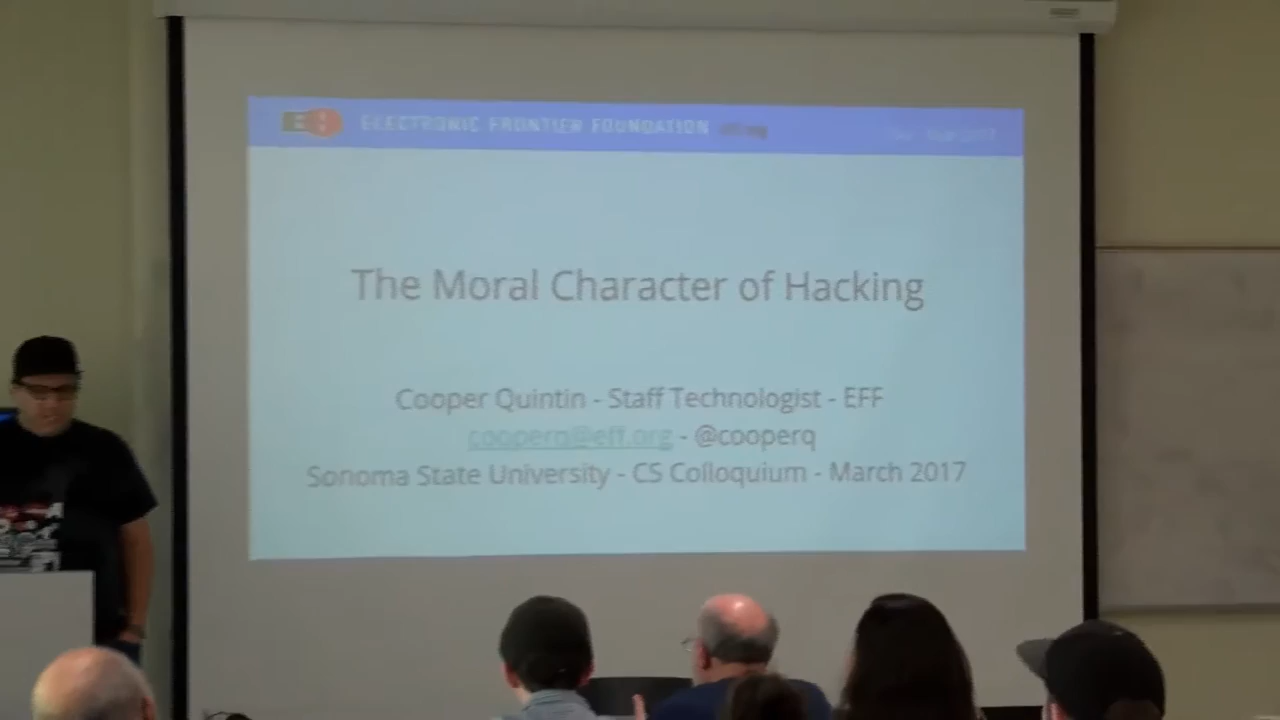 ELECTRONIC FRONTIER FOUNDATION
The Moral Character of Hacking
Cooper Quintin - Staff Technologist - EFF
cooperq@eff.org - @cooperq
Sonoma State University - CS Colloquium - March 2017